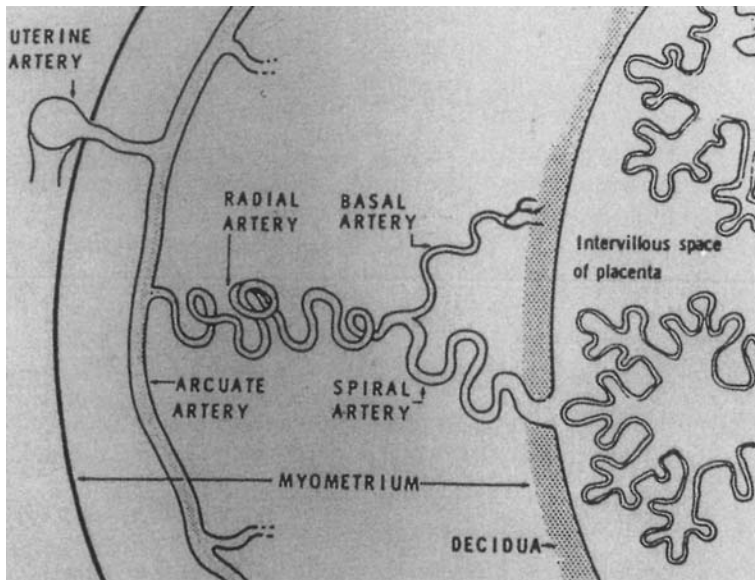 UTERINE
ARTERY
RADIAL
ARTERY
BASAL
ARTERY
Intervillous space
of placenta
ARCUATE
ARTERY
SPIRAL
ARTERY
MYOMETRIUM
DECIDUA